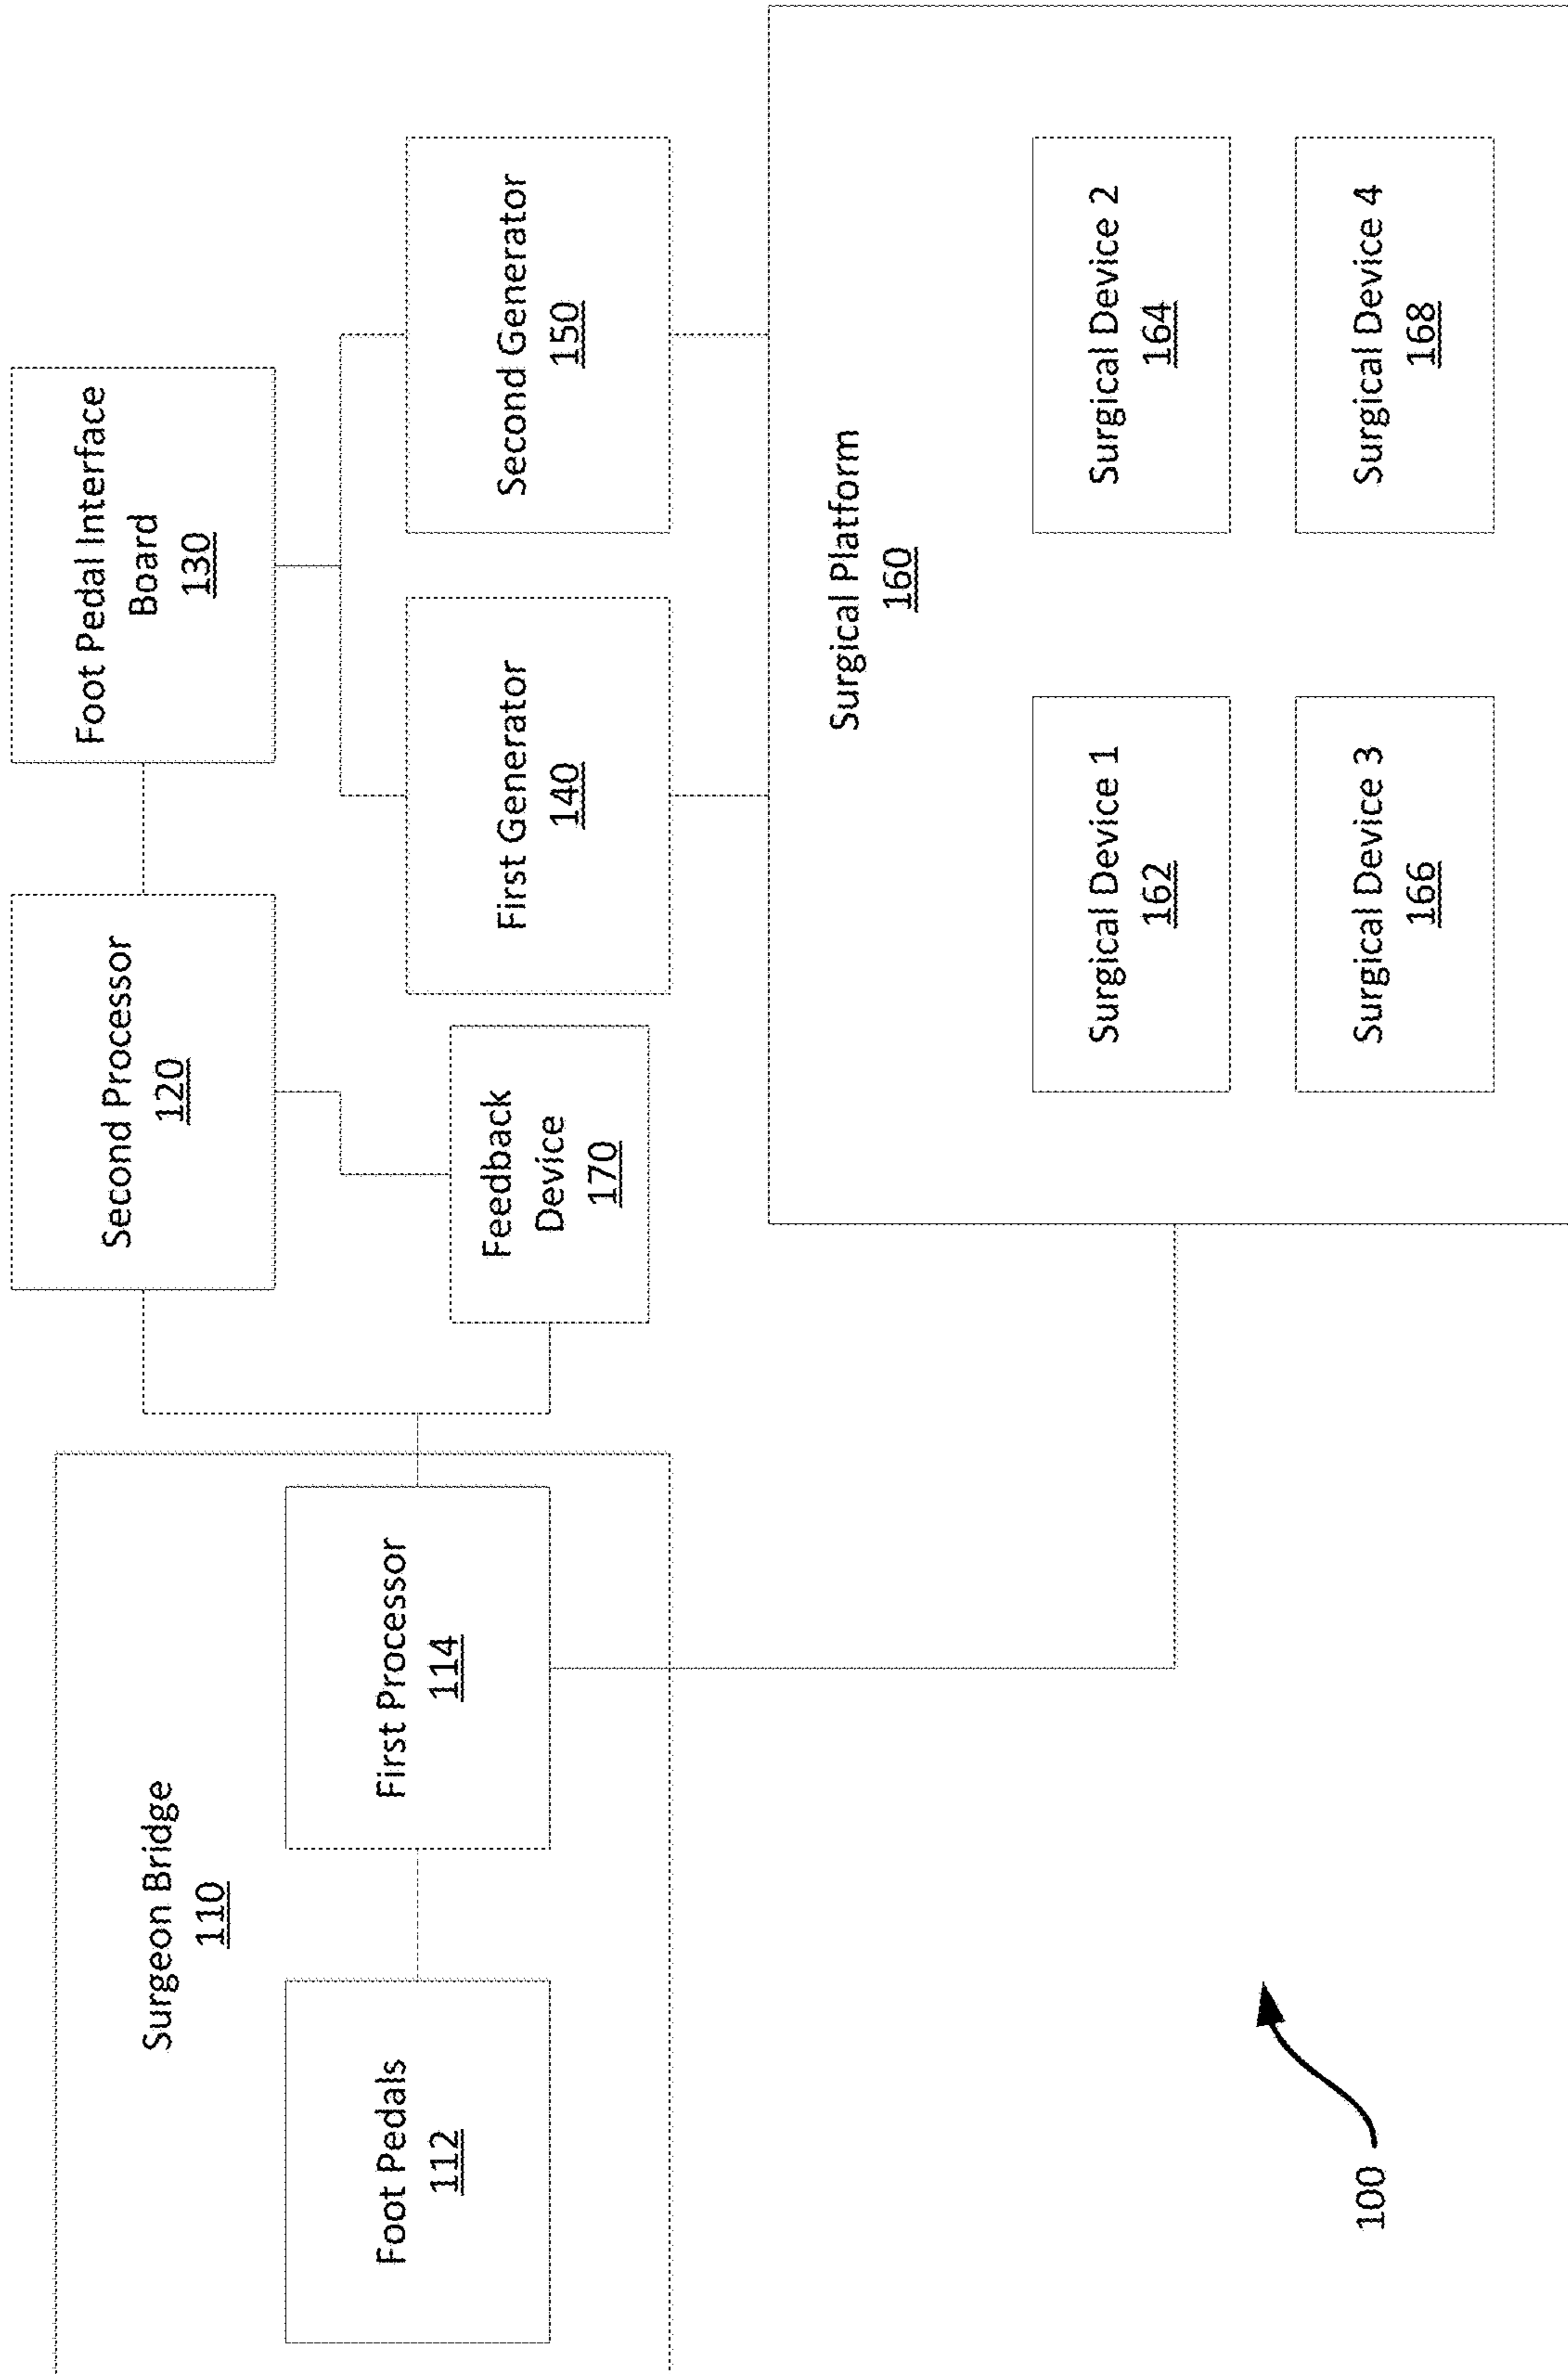 Surgeon Bridge
110
Foot Pedals
112
First Processor
114
Second Processor
120
Foot Pedal Interface
Board
130
Feedback
Device
170
First Generator
140
Second Generator
150
Surgical Platform
160
Surgical Device 1
162
Surgical Device 2
164
Surgical Device 3
166
Surgical Device 4
168
100